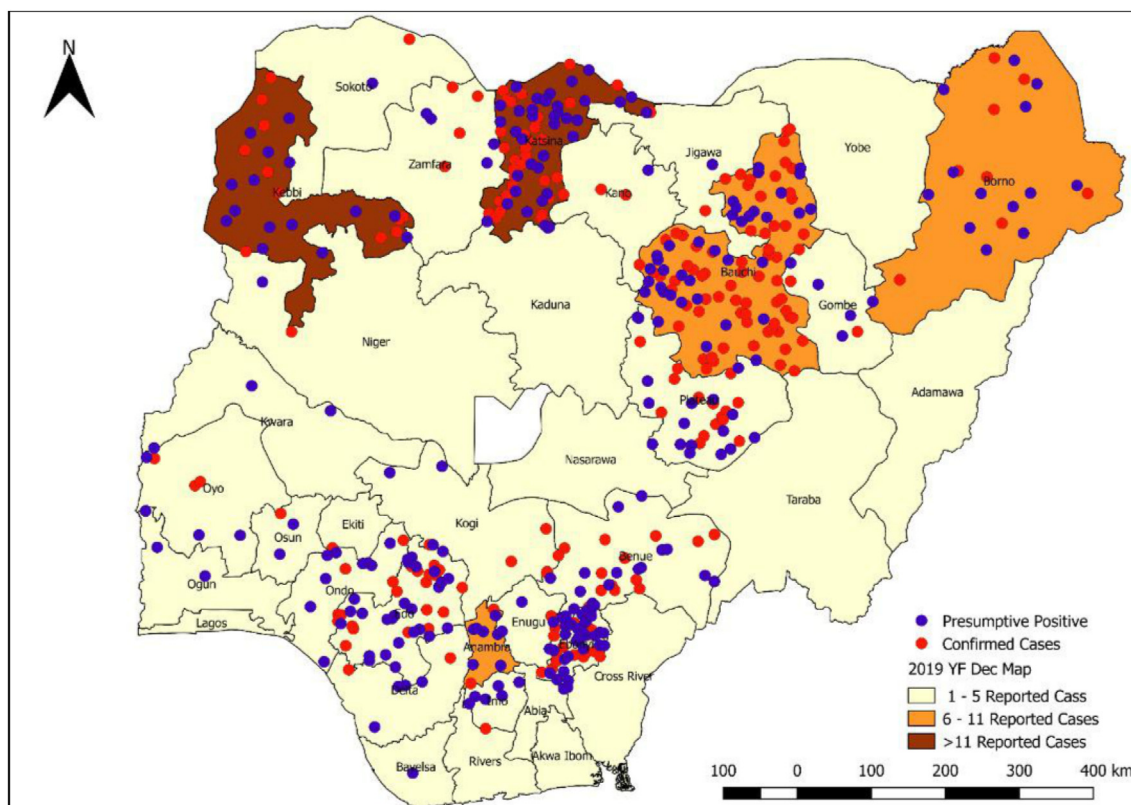 N
Sokoto
Katsina
Zamfara
Jigawa
Yobe
Kebbi
Kano
Borno
Bauchi
Kaduna
Gombe
Niger
Adamawa
Plateau
Kwara
Nasarawa
Taraba
Oyo
Ekiti
Kogi
Osun
Benue
Ogun
Ondo
Edo
Enugu
Ebonyi
Lagos
Anambra
Cross River
Delta
Imo
Abia
Bayelsa
Rivers
Akwa Ibom
Presumptive Positive
Confirmed Cases
2019 YF Dec Map
1 - 5 Reported Cass
6 - 11 Reported Cases
>11 Reported Cases
100 0 100 200 300 400 km